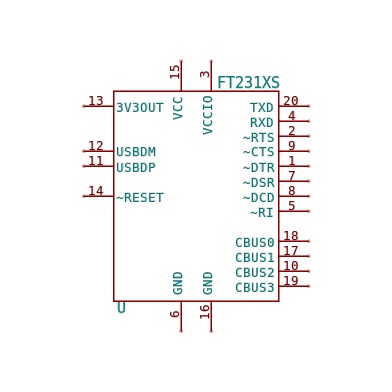 15
3
FT231XS
VCC
VCCIO
13
3V3OUT
TXD
20
RXD
4
~RTS
2
12
USBDM
~CTS
9
11
USBDP
~DTR
1
~DSR
7
14
~RESET
~DCD
8
~RI
5
CBUS0
18
CBUS1
17
CBUS2
10
CBUS3
19
GND
GND
U
6
16